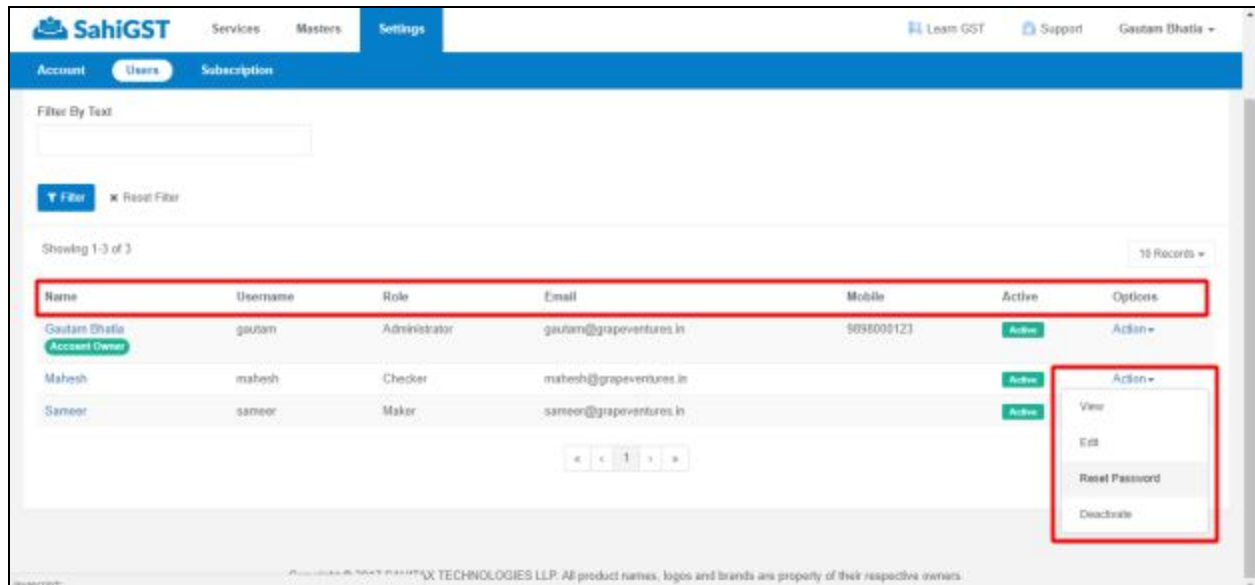 SahiGST Services Masters Settings Learn GST Support Gautam Bhatia
Account Users Subscription
Filter By Text
Filter Reset Filter
Showing 1-3 of 3 10 Records
Name Username Role Email Mobile Active Options
Gautam Bhatia gautam Administrator gautam@grapeventures.in 9898000123 Active Action
Account Owner
Mahesh mahesh Checker mahesh@grapeventures.in Active Action
Sameer sameer Maker sameer@grapeventures.in Active
View
Edit
« ‹ 1 › »
Reset Password
Deactivate
TECHNOLOGIES LLP. All product names, logos and brands are property of their respective owners